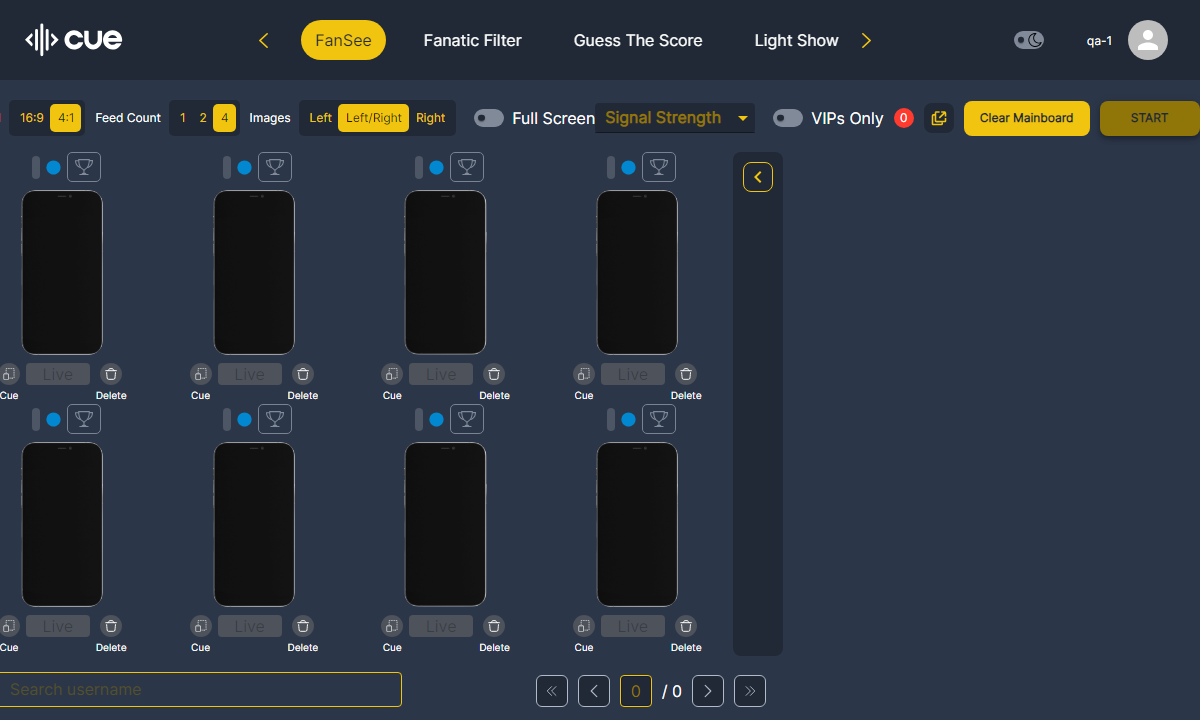 cue
FanSee
Fanatic Filter
Guess The Score
Light Show
qa-1
16:9 4:1
Feed Count
1 2 4
Images
Left Left/Right Right
Full Screen
Signal Strength
VIPs Only
0
Clear Mainboard
START
Live Live Live Live
Cue Delete Cue Delete Cue Delete Cue Delete
Live Live Live Live
Cue Delete Cue Delete Cue Delete Cue Delete
Search username
0 / 0